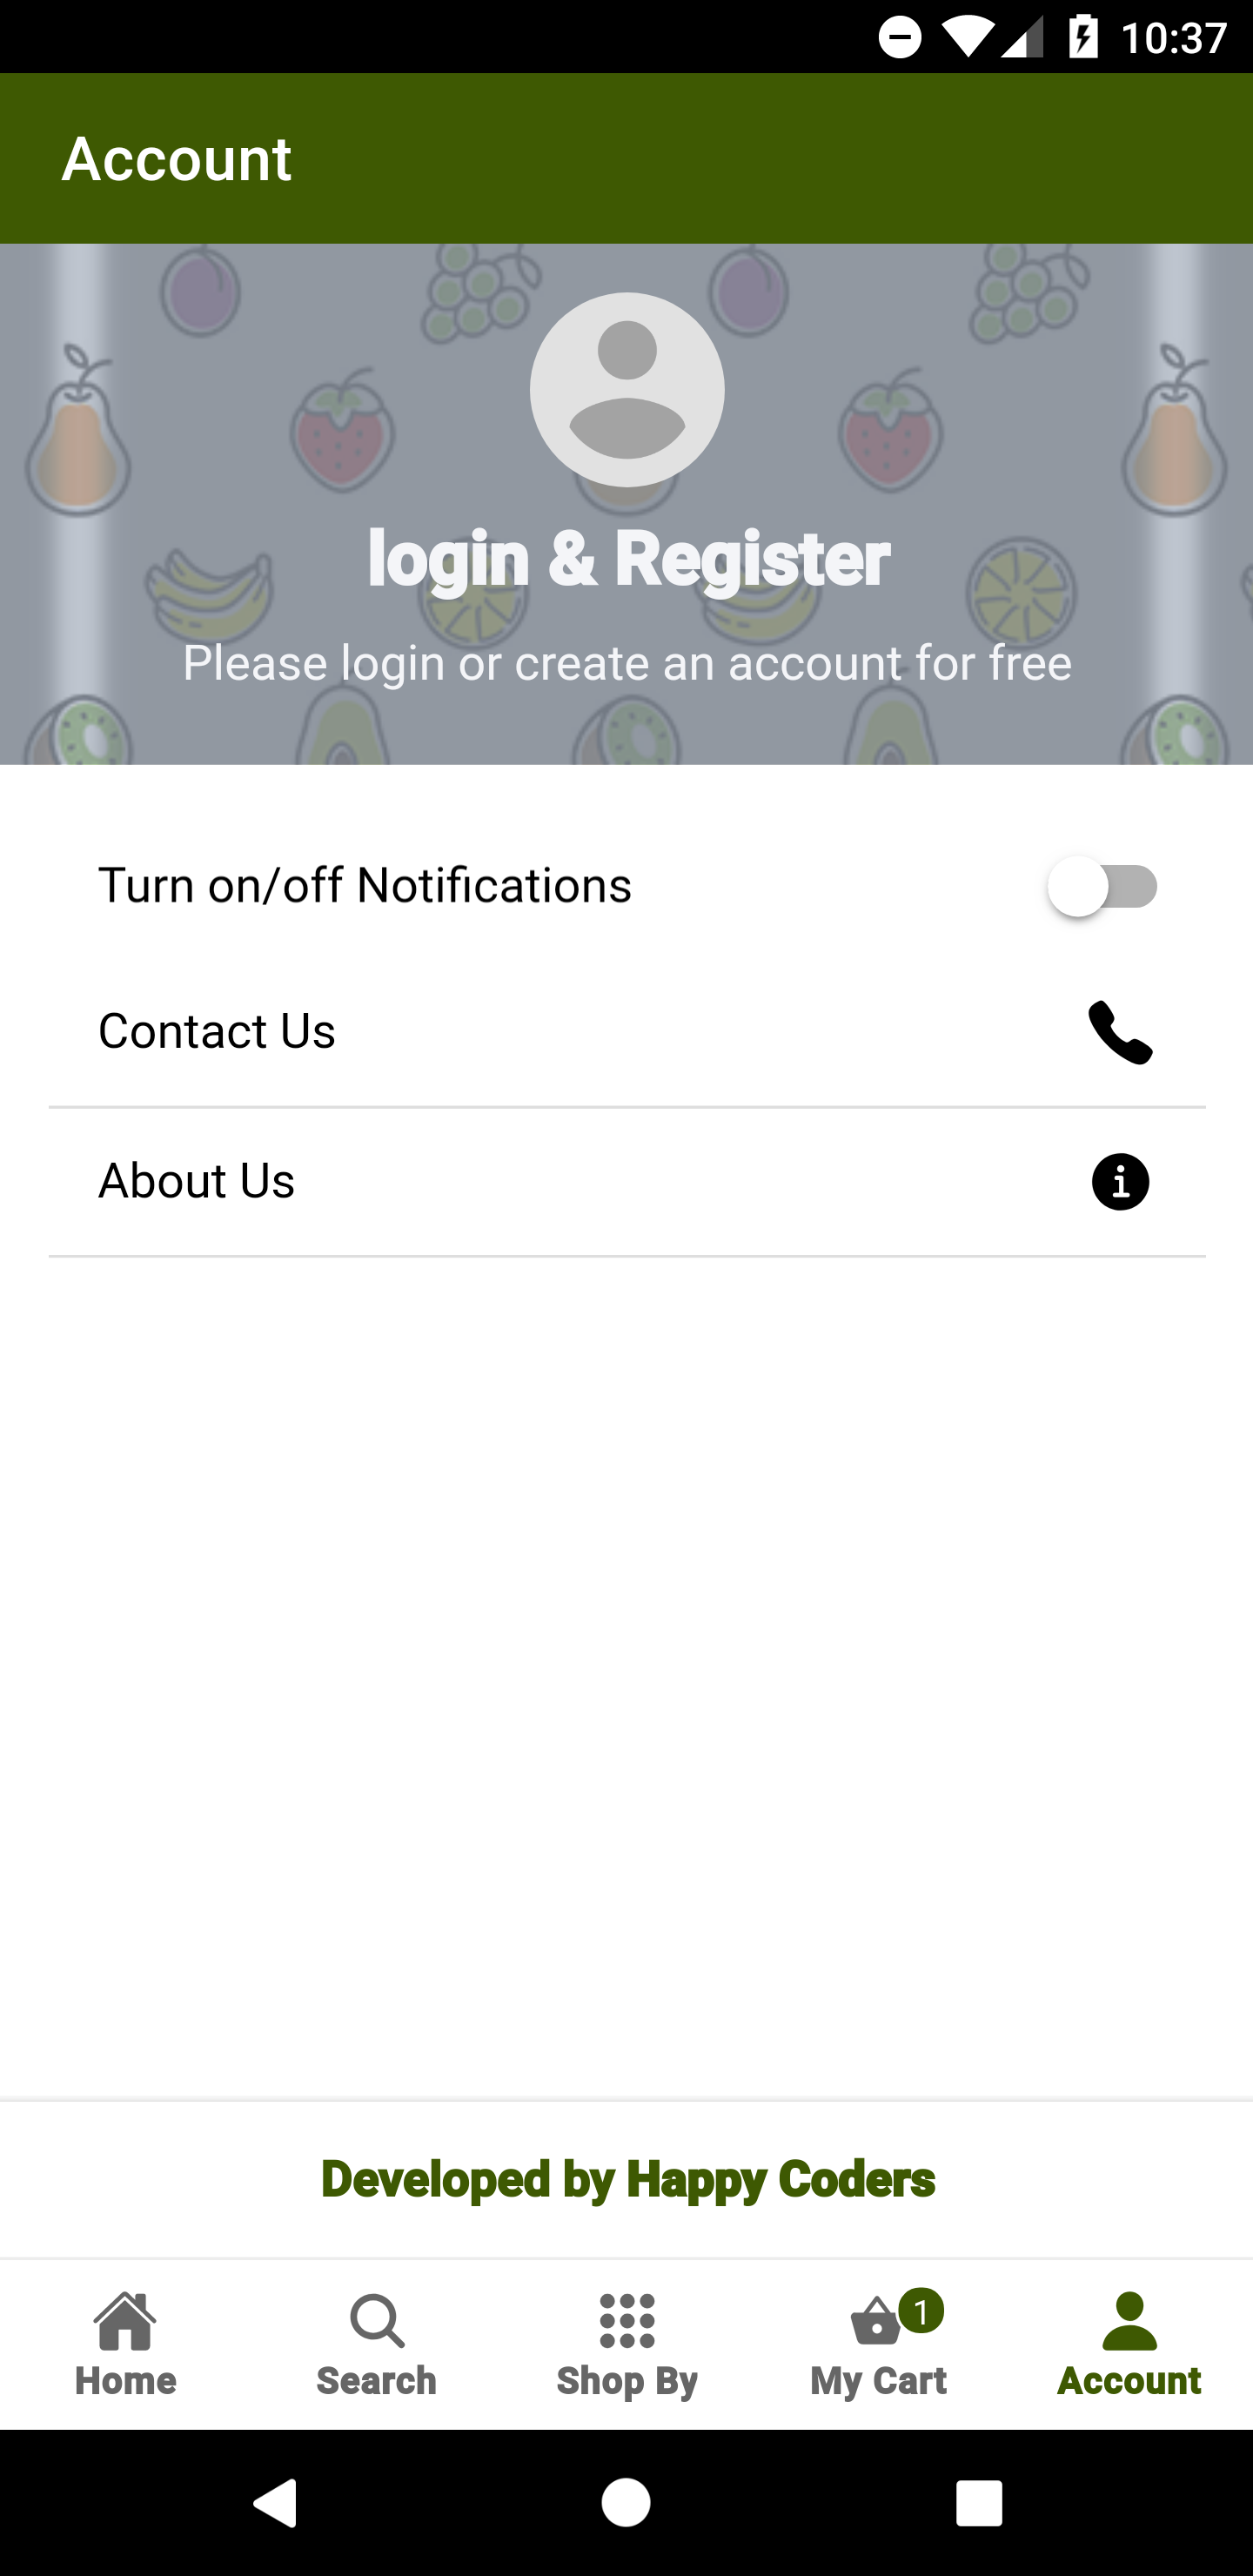 10:37
Account
login & Register
Please login or create an account for free
Turn on/off Notifications
Contact Us
About Us
Developed by Happy Coders
1
Home Search Shop By My Cart Account